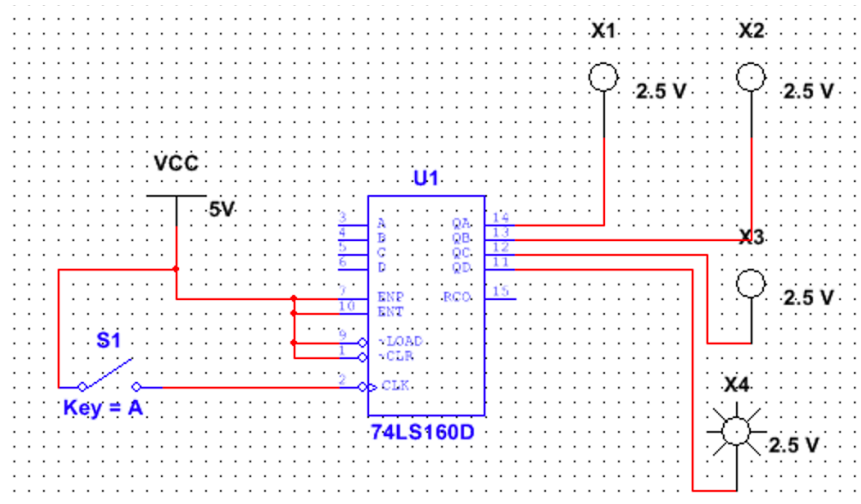 X1
X2
2.5 V
2.5 V
VCC
5V
U1
3 A QA 14
4 B QB 13
5 C QC 12
6 D QD 11
X3
7 ENP RCO 15
10 ENT
2.5 V
9 ~LOAD
1 ~CLR
S1
2 CLK
Key = A
74LS160D
X4
2.5 V